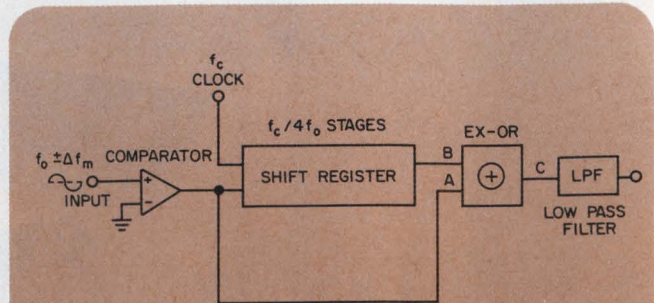 fc
CLOCK
fc/4fo STAGES
EX-OR
fo ±Δfm
COMPARATOR
B
SHIFT REGISTER
A
C
LPF
+
-
INPUT
LOW PASS
FILTER